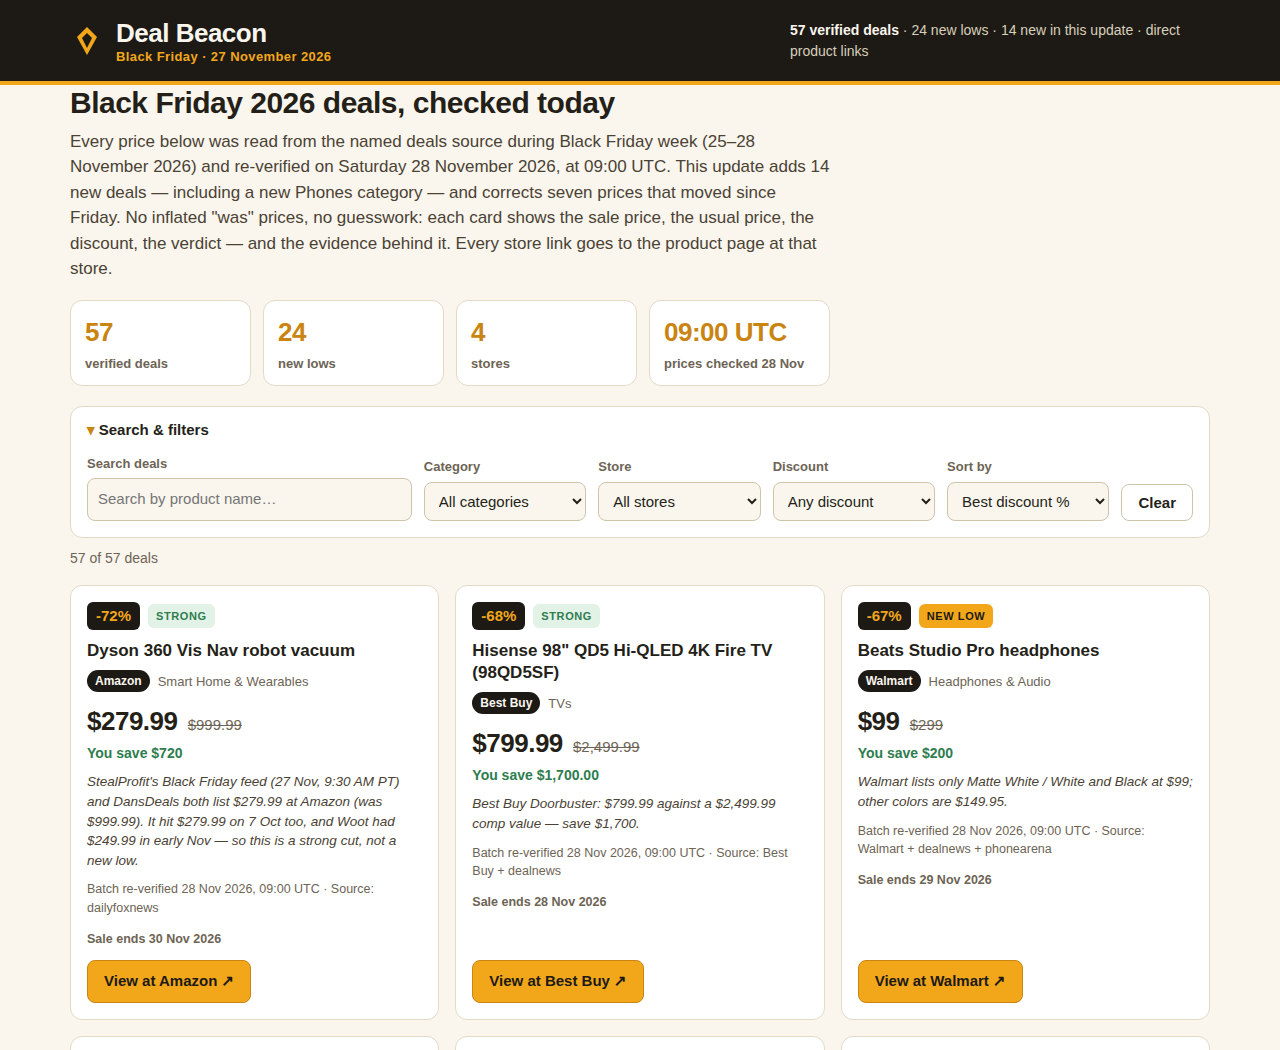 Deal Beacon
Black Friday · 27 November 2026
57 verified deals · 24 new lows · 14 new in this update · direct
product links
Black Friday 2026 deals, checked today
Every price below was read from the named deals source during Black Friday week (25–28
November 2026) and re-verified on Saturday 28 November 2026, at 09:00 UTC. This update adds 14
new deals — including a new Phones category — and corrects seven prices that moved since
Friday. No inflated "was" prices, no guesswork: each card shows the sale price, the usual price, the
discount, the verdict — and the evidence behind it. Every store link goes to the product page at that
store.
57
verified deals
24
new lows
4
stores
09:00 UTC
prices checked 28 Nov
▾ Search & filters
Search deals
Search by product name…
Category
All categories
Store
All stores
Discount
Any discount
Sort by
Best discount %
Clear
57 of 57 deals
-72% STRONG
Dyson 360 Vis Nav robot vacuum
Amazon Smart Home & Wearables
$279.99 $999.99
You save $720
StealProfit's Black Friday feed (27 Nov, 9:30 AM PT)
and DansDeals both list $279.99 at Amazon (was
$999.99). It hit $279.99 on 7 Oct too, and Woot had
$249.99 in early Nov — so this is a strong cut, not a
new low.
Batch re-verified 28 Nov 2026, 09:00 UTC · Source:
dailyfoxnews
Sale ends 30 Nov 2026
View at Amazon ↗
-68% STRONG
Hisense 98" QD5 Hi-QLED 4K Fire TV
(98QD5SF)
Best Buy TVs
$799.99 $2,499.99
You save $1,700.00
Best Buy Doorbuster: $799.99 against a $2,499.99
comp value — save $1,700.
Batch re-verified 28 Nov 2026, 09:00 UTC · Source: Best
Buy + dealnews
Sale ends 28 Nov 2026
View at Best Buy ↗
-67% NEW LOW
Beats Studio Pro headphones
Walmart Headphones & Audio
$99 $299
You save $200
Walmart lists only Matte White / White and Black at $99;
other colors are $149.95.
Batch re-verified 28 Nov 2026, 09:00 UTC · Source:
Walmart + dealnews + phonearena
Sale ends 29 Nov 2026
View at Walmart ↗